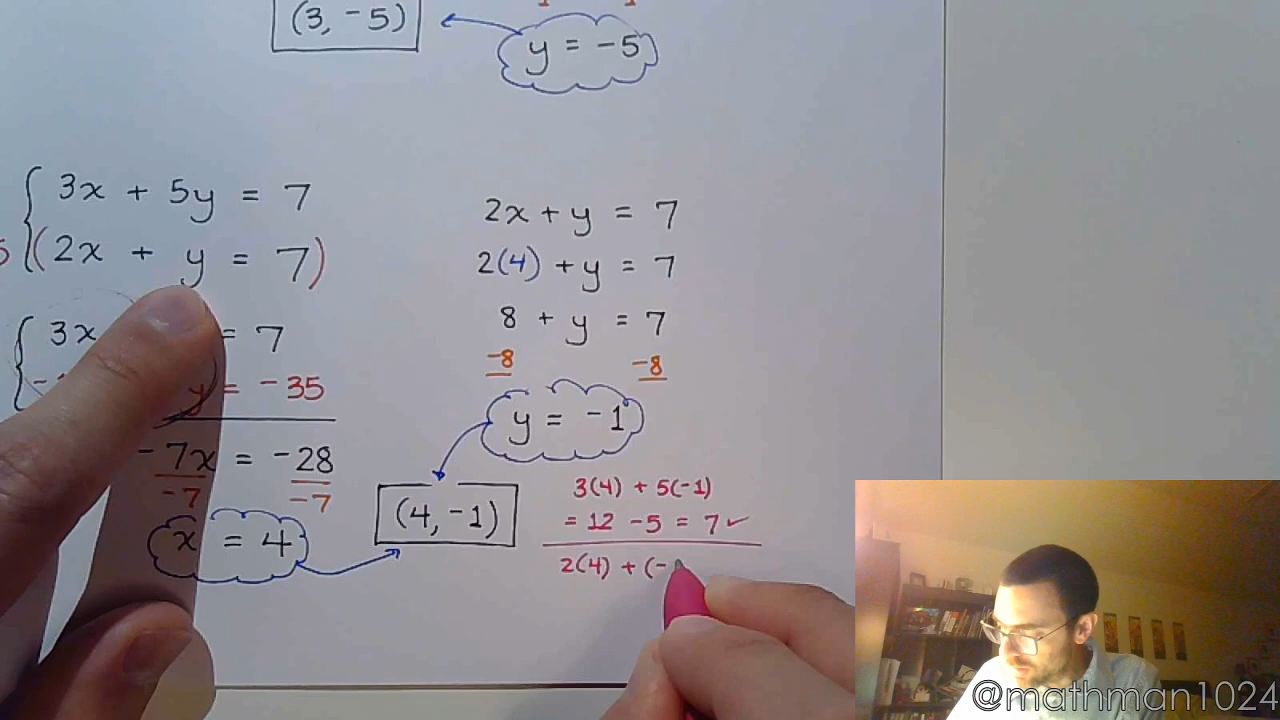 (3, -5)
y = -5
3x + 5y = 7
(2x + y = 7)
3x = 7
y = -35
-7x = -28
-7 -7
x = 4
2x + y = 7
2(4) + y = 7
8 + y = 7
-8 -8
y = -1
(4, -1)
3(4) + 5(-1)
= 12 - 5 = 7 ✓
2(4) + (-
@mathman1024